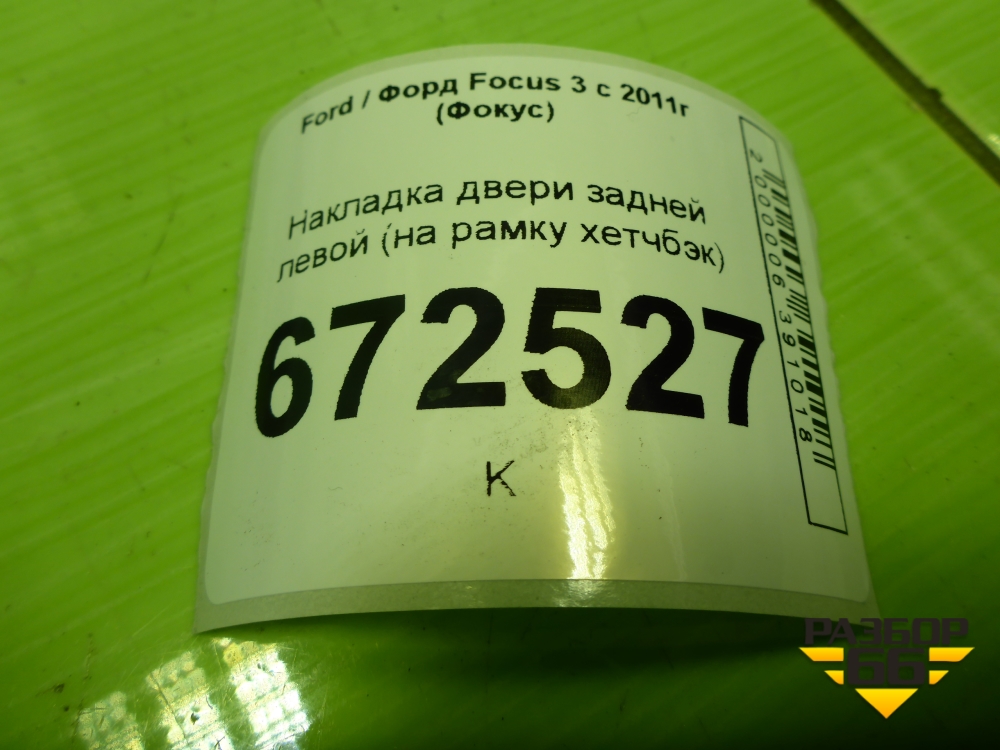 Ford / Форд Focus 3 с 2011г
(Фокус)
Накладка двери задней
левой (на рамку хетчбэк)
672527
К
2000006391018
РАЗБОР
66